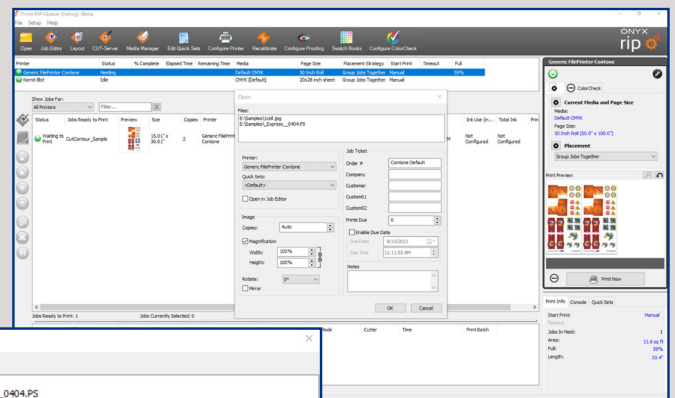 Thrive RIP-Queue (Debug) (Beta)
File Setup Help
Open Job Editor Layout CUT-Server Media Manager Edit Quick Sets Configure Printer Recalibrate Configure Proofing Swatch Books Configure ColorCheck
ONYX
rip
Printer Status % Complete Elapsed Time Remaining Time Media Page Size Placement Strategy Start Print Timeout Full
Generic FilePrinter Contone Nesting Default CMYK 50 Inch Roll Group Jobs Together Manual 59%
Kornit Brst Idle CMYK [Default] 20x28 inch sheet Group Jobs Together Manual
Show Jobs For:
All Printers Filter... X
Status Jobs Ready to Print Preview Size Copies Printer
Ink Use (m... Total Ink Prin
Waiting to Print CutContour_Sample 15.01" x 30.01" 2 Generic FilePrint Contone
Not Configured Not Configured
Open
Files:
E:\Samples\1call.jpg
E:\Samples\_Express__0404.PS
Printer:
Generic FilePrinter Contone
Quick Sets:
<Default>
Open in Job Editor
Image
Copies: Auto
Magnification
Width: 100%
Height: 100%
Rotate: 0°
Mirror
Job Ticket
Order # Contone Default
Company
Customer
Custom01
Custom02
Prints Due 0
Enable Due Date
Due Date 9/15/2021
Due Time 11:11:55 AM
Notes
OK Cancel
Jobs Ready to Print: 1 Jobs Currently Selected: 0
Mode Cutter Time Print Batch
Generic FilePrinter Contone
ColorCheck
Current Media and Page Size
Media:
Default CMYK
Page Size:
50 Inch Roll (50.0" x 100.0")
Placement
Group Jobs Together
Print Preview
Print Now
Print Info Console Quick Sets
Start Print: Manual
Timeout:
Jobs In Nest: 1
Area: 11.6 sq ft
Full: 59%
Length: 33.4"
_0404.PS